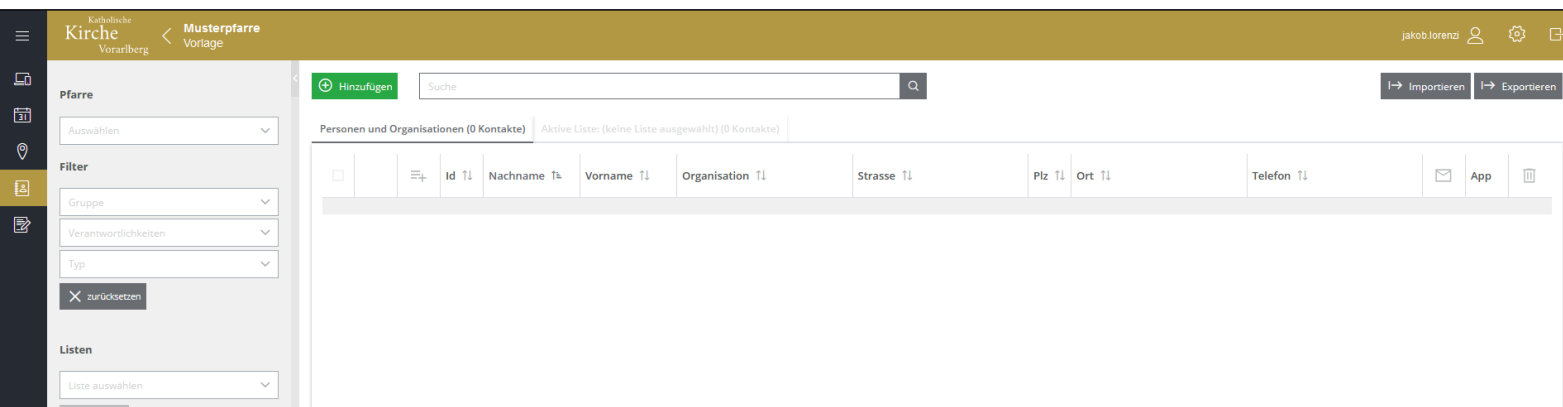 Katholische
Kirche
Vorarlberg
Musterpfarre
Vorlage
jakob.lorenzi
31
Pfarre
Auswählen
Filter
Gruppe
Verantwortlichkeiten
Typ
zurücksetzen
Listen
Liste auswählen
Hinzufügen
Suche
Importieren
Exportieren
Personen und Organisationen (0 Kontakte)
Aktive Liste: (keine Liste ausgewählt) (0 Kontakte)
Id Nachname Vorname Organisation Strasse Plz Ort Telefon App